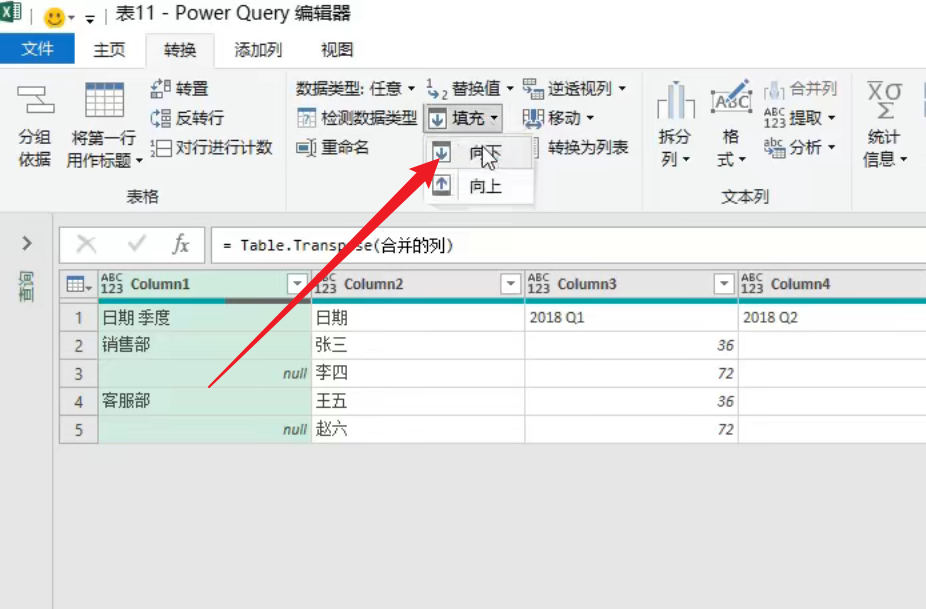 表11 - Power Query 编辑器
文件 主页 转换 添加列 视图
分组依据
将第一行用作标题
转置
反转行
对行进行计数
表格
数据类型: 任意
检测数据类型
重命名
替换值
填充
向下
向上
逆透视列
移动
转换为列表
拆分列
格式
合并列
提取
分析
文本列
统计信息
查询
= Table.Transpose(合并的列)
Column1 Column2 Column3 Column4
1 日期 季度 日期 2018 Q1 2018 Q2
2 销售部 张三 36
3 null 李四 72
4 客服部 王五 36
5 null 赵六 72